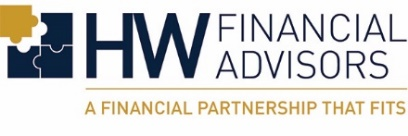 HW FINANCIAL
ADVISORS
A FINANCIAL PARTNERSHIP THAT FITS